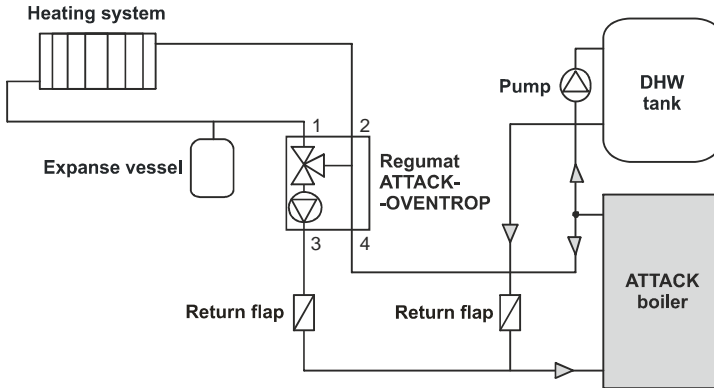 Heating system
Pump
DHW
tank
1
2
Expanse vessel
Regumat
ATTACK-
-OVENTROP
3
4
ATTACK
boiler
Return flap
Return flap